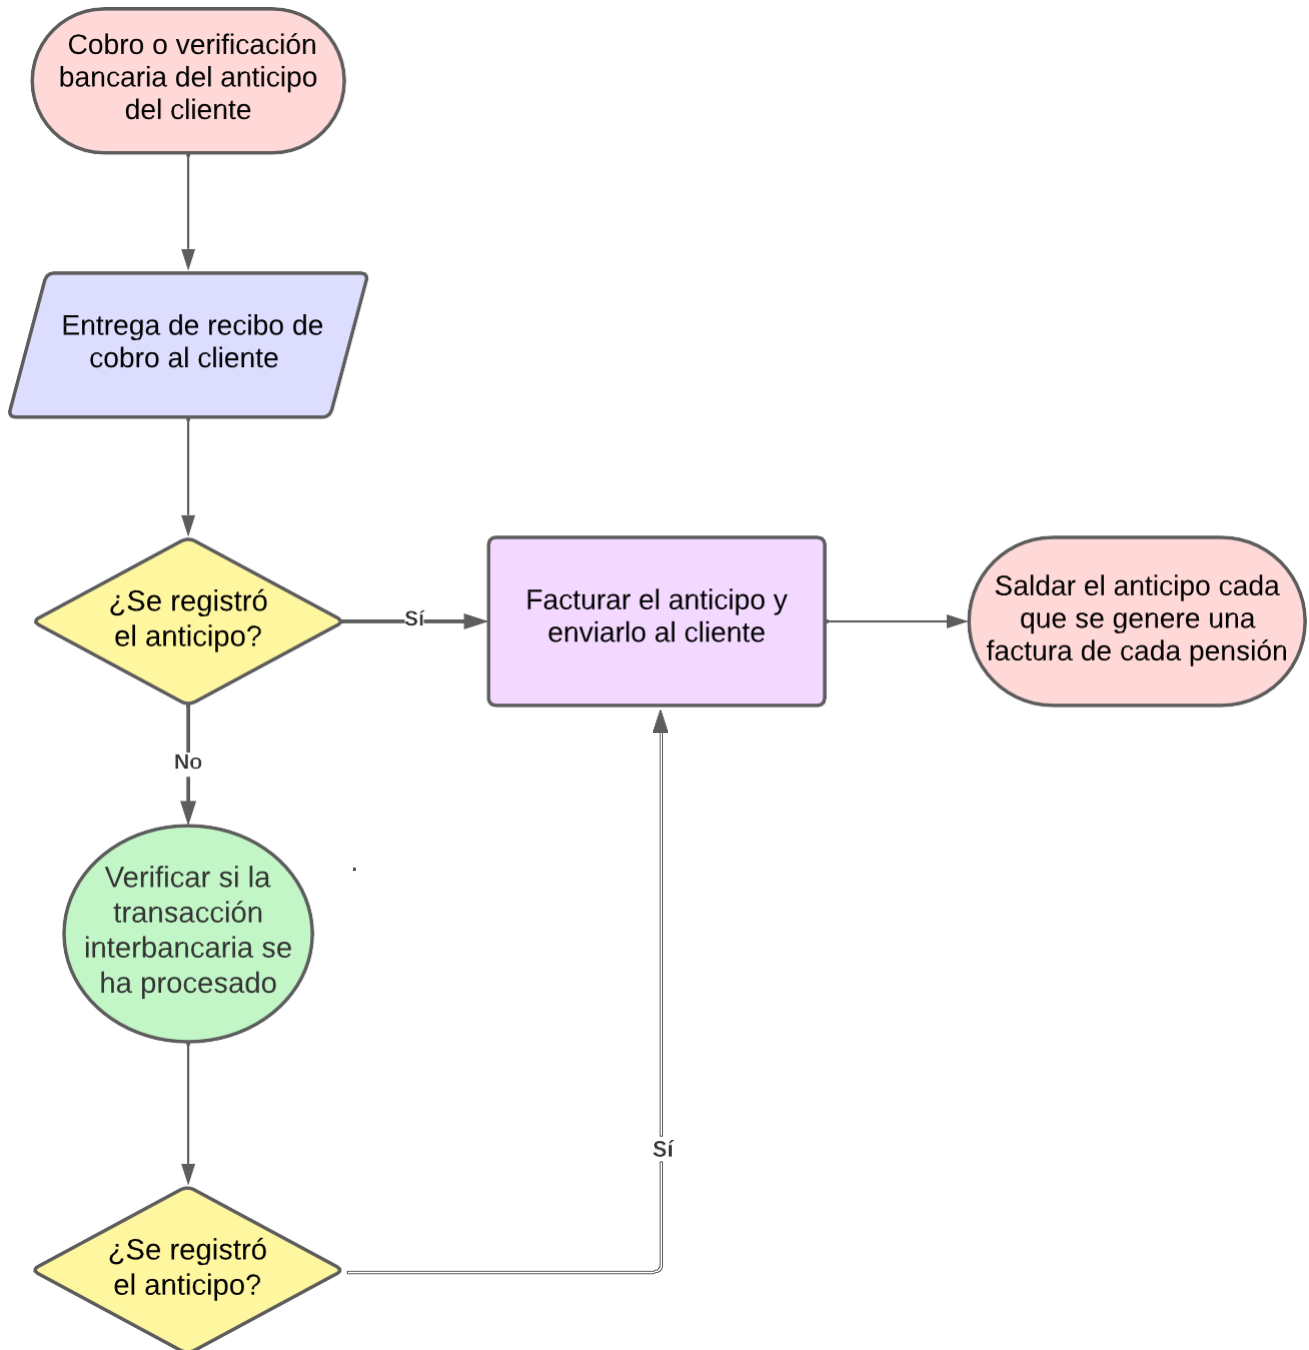 Cobro o verificación
bancaria del anticipo
del cliente
Entrega de recibo de
cobro al cliente
¿Se registró
el anticipo?
Sí
Facturar el anticipo y
enviarlo al cliente
Saldar el anticipo cada
que se genere una
factura de cada pensión
No
Verificar si la
transacción
interbancaria se
ha procesado
Sí
¿Se registró
el anticipo?